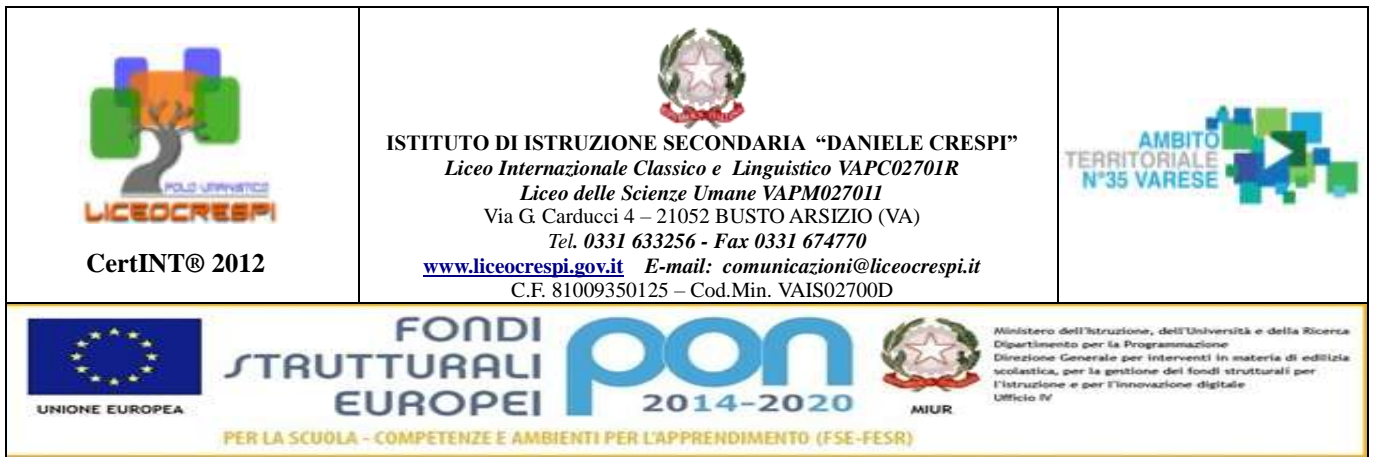 POLO UMANISTICO
LICEOCRESPI
CertINT® 2012
ISTITUTO DI ISTRUZIONE SECONDARIA “DANIELE CRESPI”
Liceo Internazionale Classico e Linguistico VAPC02701R
Liceo delle Scienze Umane VAPM027011
Via G. Carducci 4 – 21052 BUSTO ARSIZIO (VA)
Tel. 0331 633256 - Fax 0331 674770
www.liceocrespi.gov.it E-mail: comunicazioni@liceocrespi.it
C.F. 81009350125 – Cod.Min. VAIS02700D
AMBITO
TERRITORIALE
N°35 VARESE
UNIONE EUROPEA
FONDI
STRUTTURALI
EUROPEI
pon
2014-2020
MIUR
Ministero dell'Istruzione, dell'Università e della Ricerca
Dipartimento per la Programmazione
Direzione Generale per interventi in materia di edilizia
scolastica, per la gestione dei fondi strutturali per
l'istruzione e per l'innovazione digitale
Ufficio IV
PER LA SCUOLA - COMPETENZE E AMBIENTI PER L'APPRENDIMENTO (FSE-FESR)